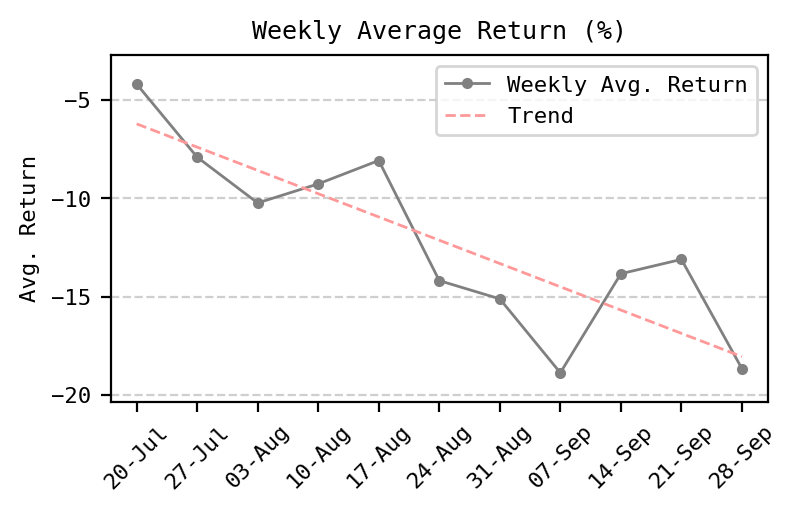 Weekly Average Return (%)
Weekly Avg. Return
Trend
Avg. Return
−5
−10
−15
−20
20-Jul
27-Jul
03-Aug
10-Aug
17-Aug
24-Aug
31-Aug
07-Sep
14-Sep
21-Sep
28-Sep